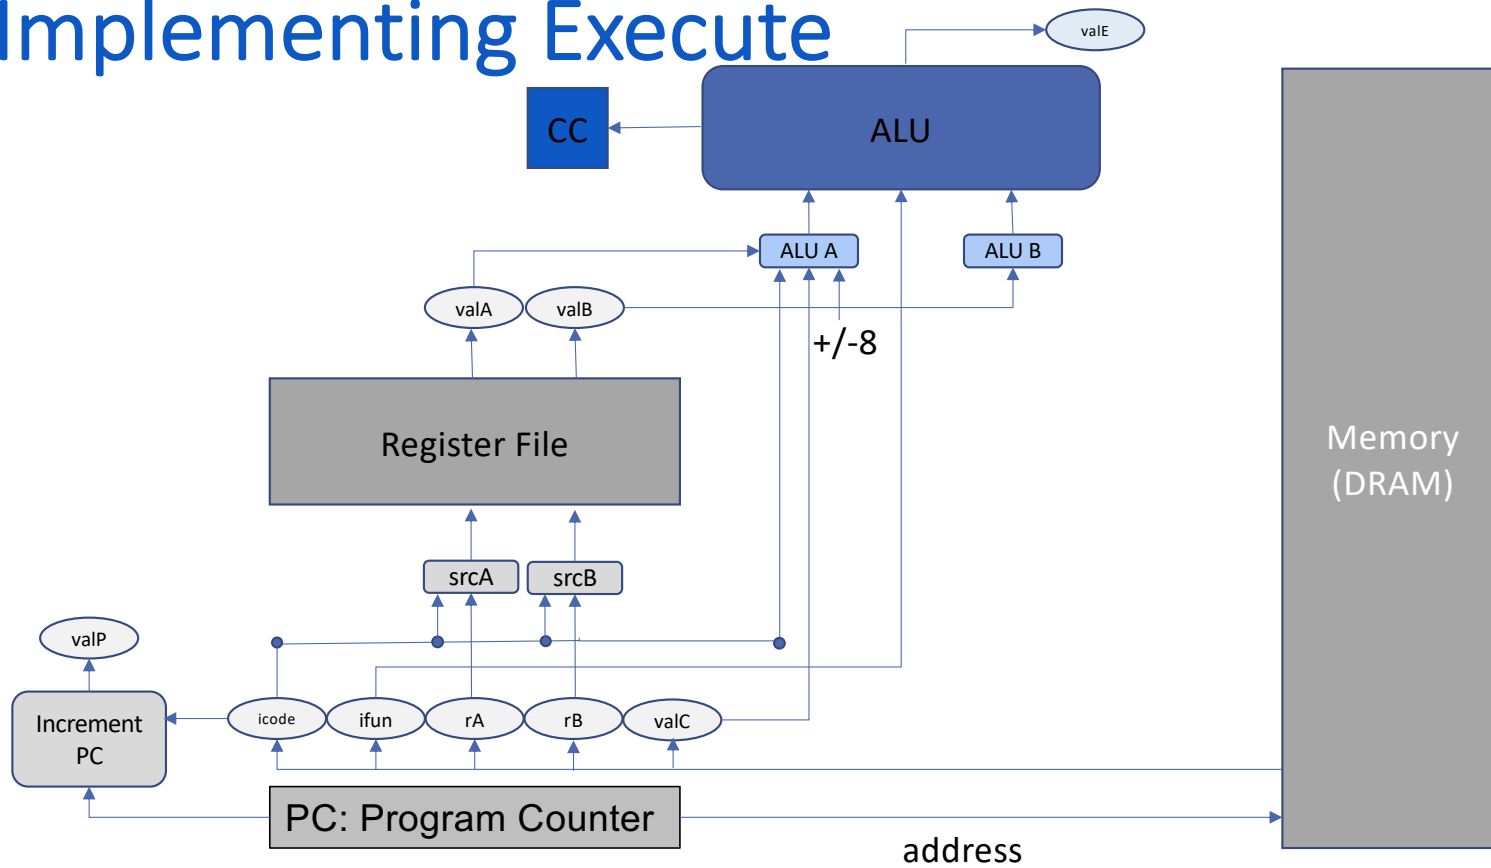 Implementing Execute
valE
CC
ALU
ALU A
ALU B
valA
valB
+/-8
Register File
Memory
(DRAM)
srcA
srcB
valP
Increment
PC
icode
ifun
rA
rB
valC
PC: Program Counter
address